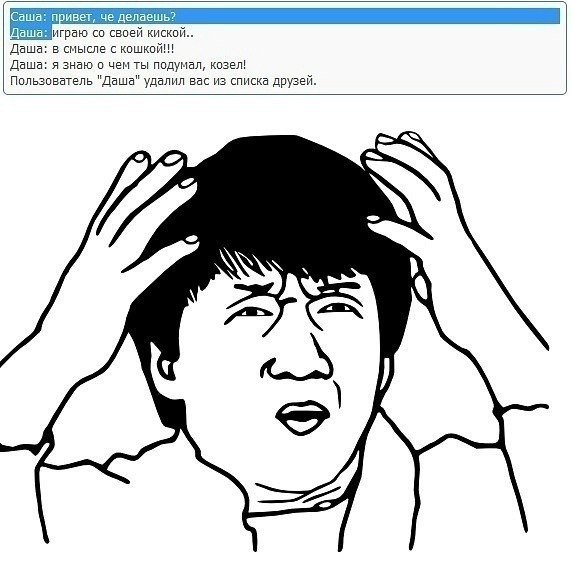 Саша: привет, че делаешь?
Даша: играю со своей киской..
Даша: в смысле с кошкой!!!
Даша: я знаю о чем ты подумал, козел!
Пользователь "Даша" удалил вас из списка друзей.